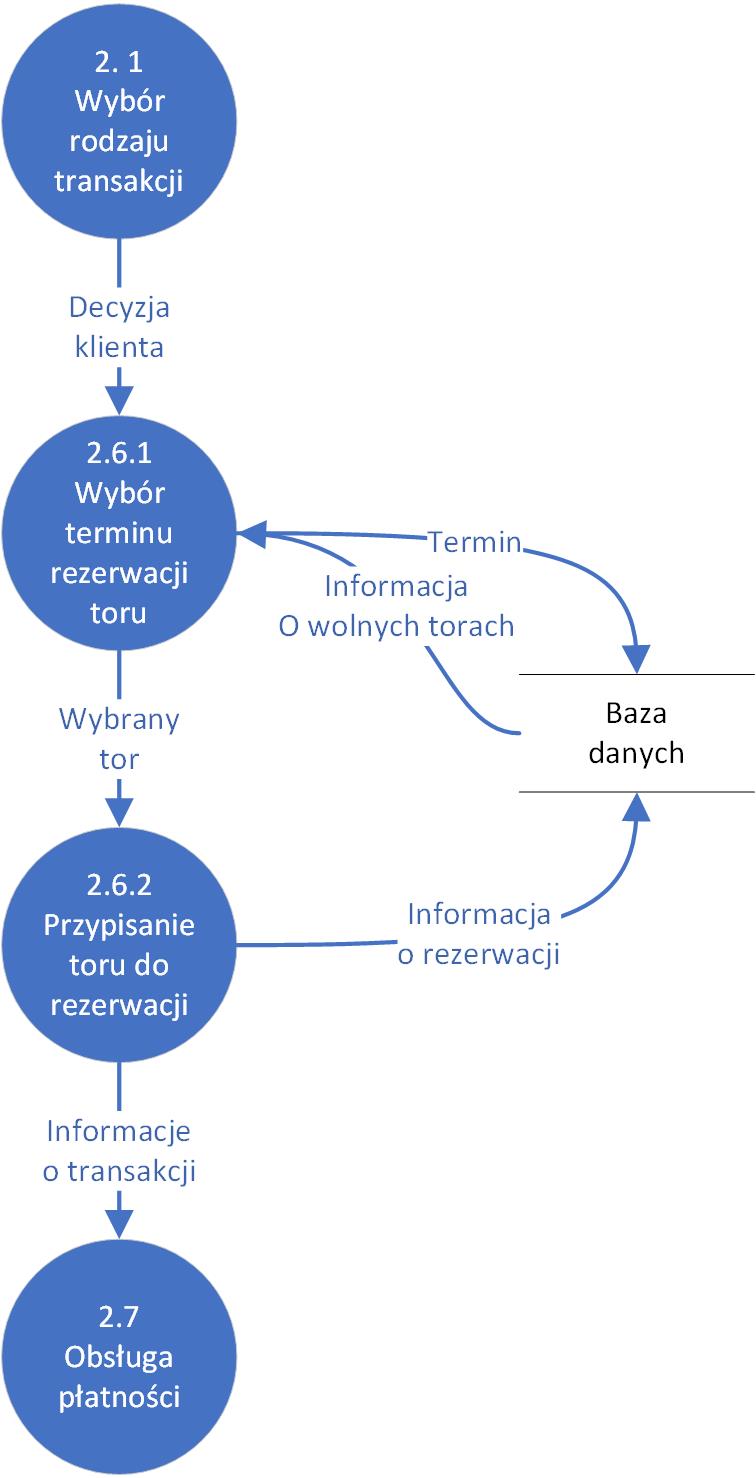 2. 1
Wybór
rodzaju
transakcji
Decyzja
klienta
2.6.1
Wybór
terminu
rezerwacji
toru
Termin
Informacja
O wolnych torach
Wybrany
tor
Baza
danych
2.6.2
Przypisanie
toru do
rezerwacji
Informacja
o rezerwacji
Informacje
o transakcji
2.7
Obsługa
płatności